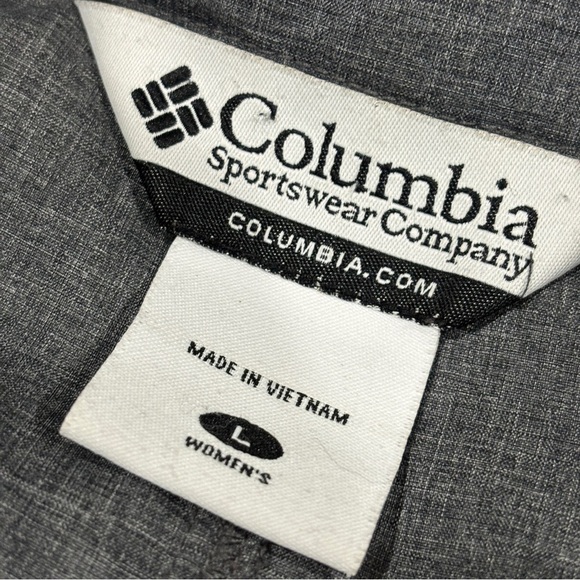 Columbia
Sportswear Company
COLUMBIA.COM
MADE IN VIETNAM
L
WOMEN'S